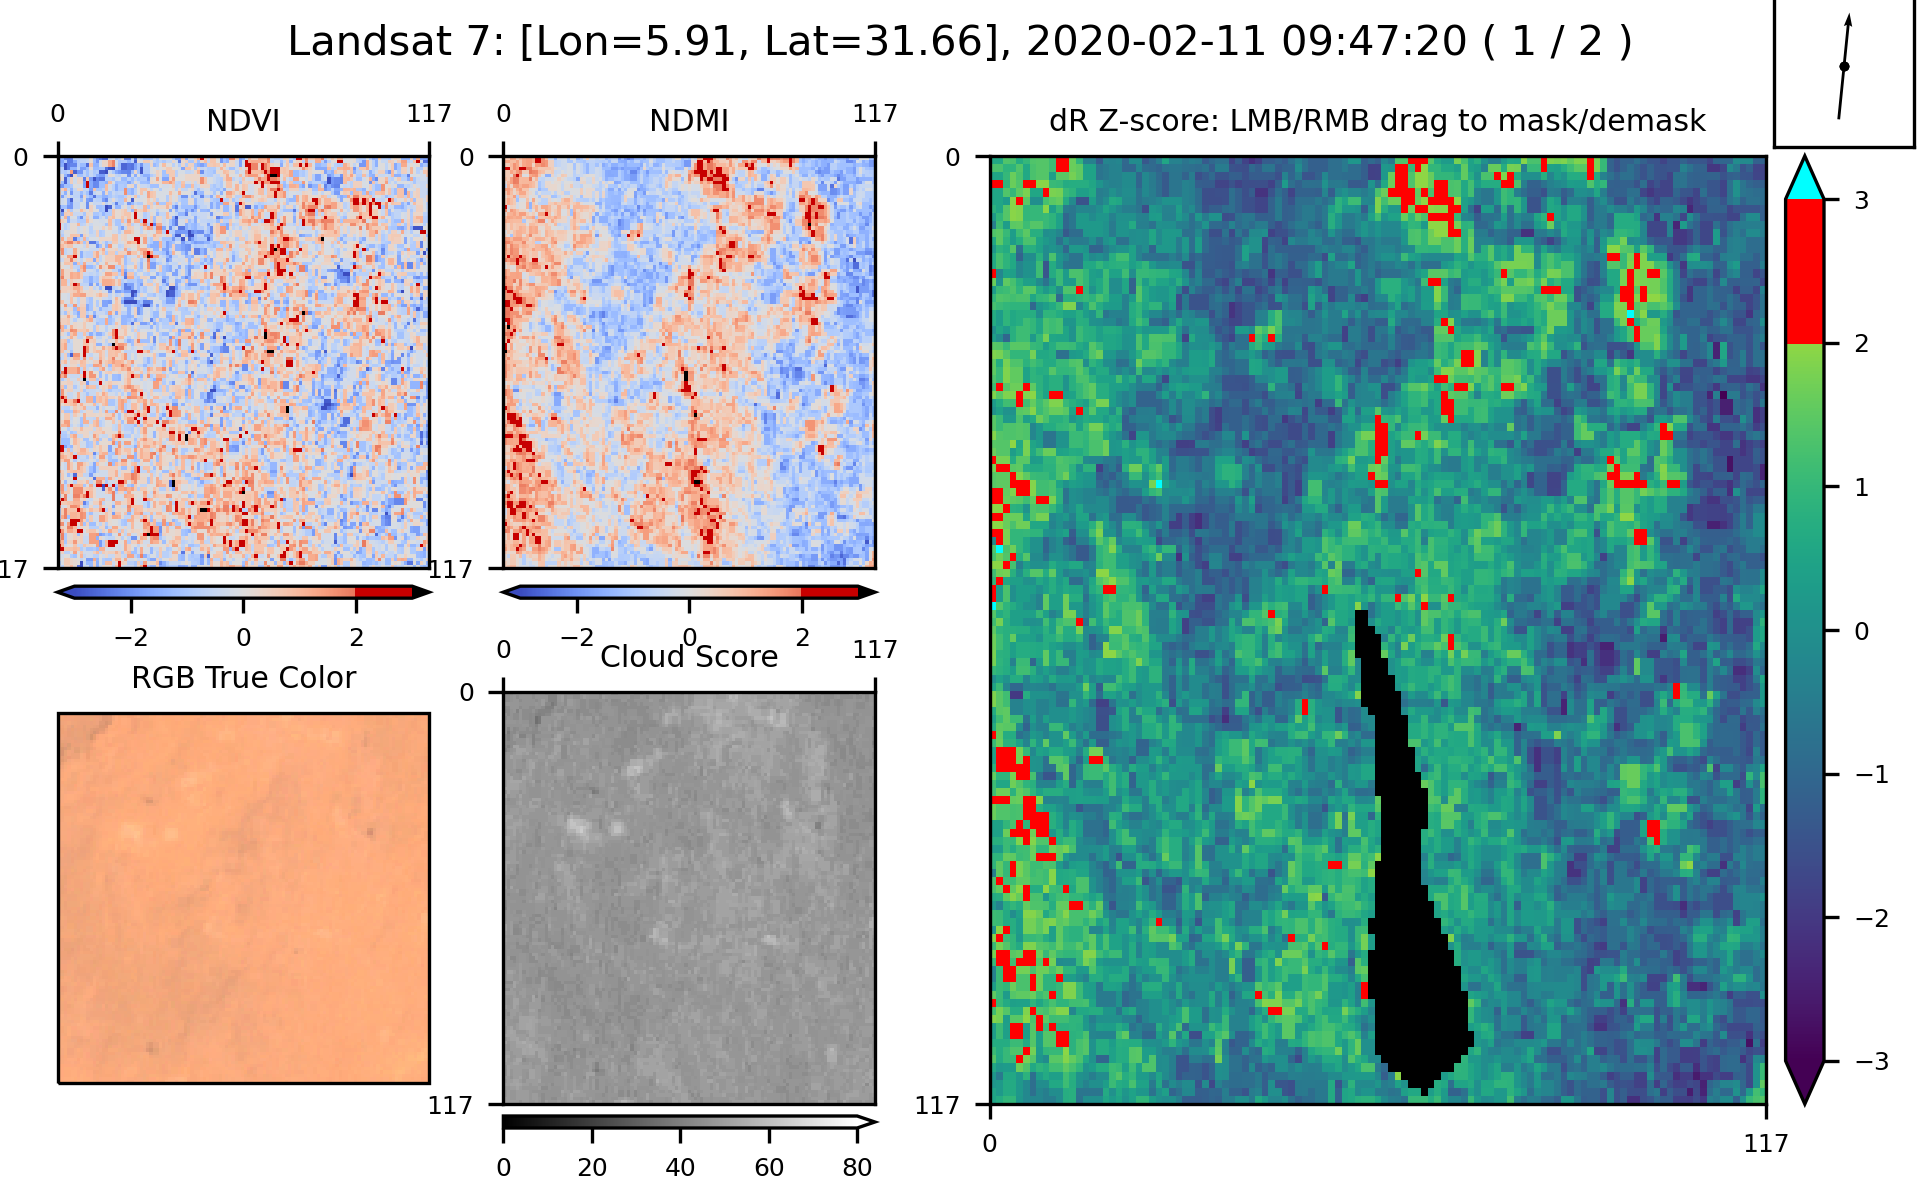 Landsat 7: [Lon=5.91, Lat=31.66], 2020-02-11 09:47:20 ( 1 / 2 )
0 117
NDVI
0
17
−2 0 2
0 117
NDMI
0
117
−2 0 2
dR Z-score: LMB/RMB drag to mask/demask
0
117
0 117
3
2
1
0
−1
−2
−3
RGB True Color
0 117
Cloud Score
0
117
0 20 40 60 80